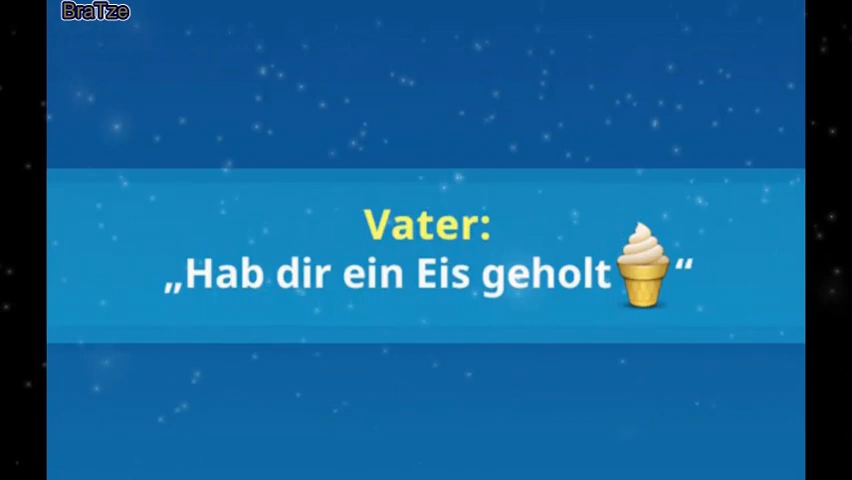 BraTze
Vater:
„Hab dir ein Eis geholt🍦“